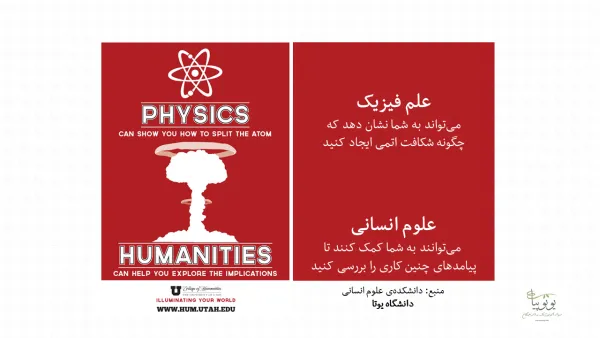 PHYSICS
CAN SHOW YOU HOW TO SPLIT THE ATOM
HUMANITIES
CAN HELP YOU EXPLORE THE IMPLICATIONS
U College of Humanities
ILLUMINATING YOUR WORLD
WWW.HUM.UTAH.EDU
علم فیزیک
می‌تواند به شما نشان دهد که
چگونه شکافت اتمی ایجاد کنید
علوم انسانی
می‌توانند به شما کمک کنند تا
پیامدهای چنین کاری را بررسی کنید
منبع: دانشکده‌ی علوم انسانی
دانشگاه یوتا